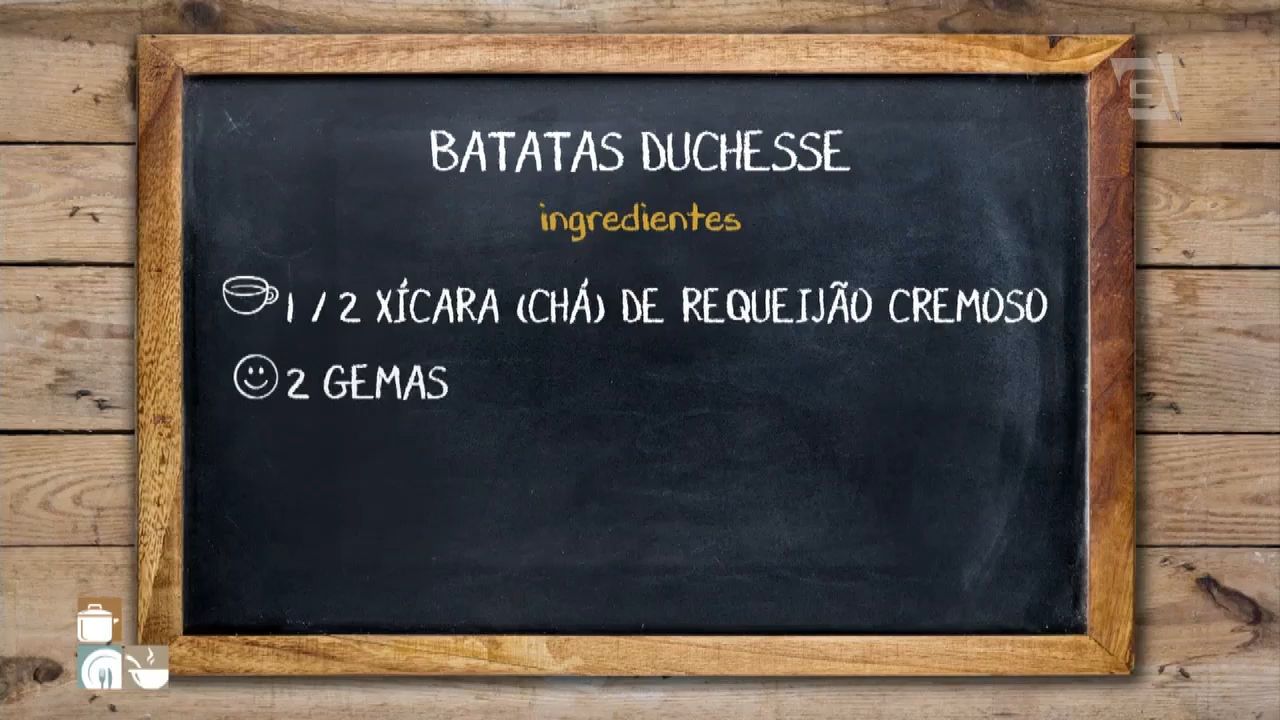 BATATAS DUCHESSE
ingredientes
1 / 2 XÍCARA (CHÁ) DE REQUEIJÃO CREMOSO
2 GEMAS